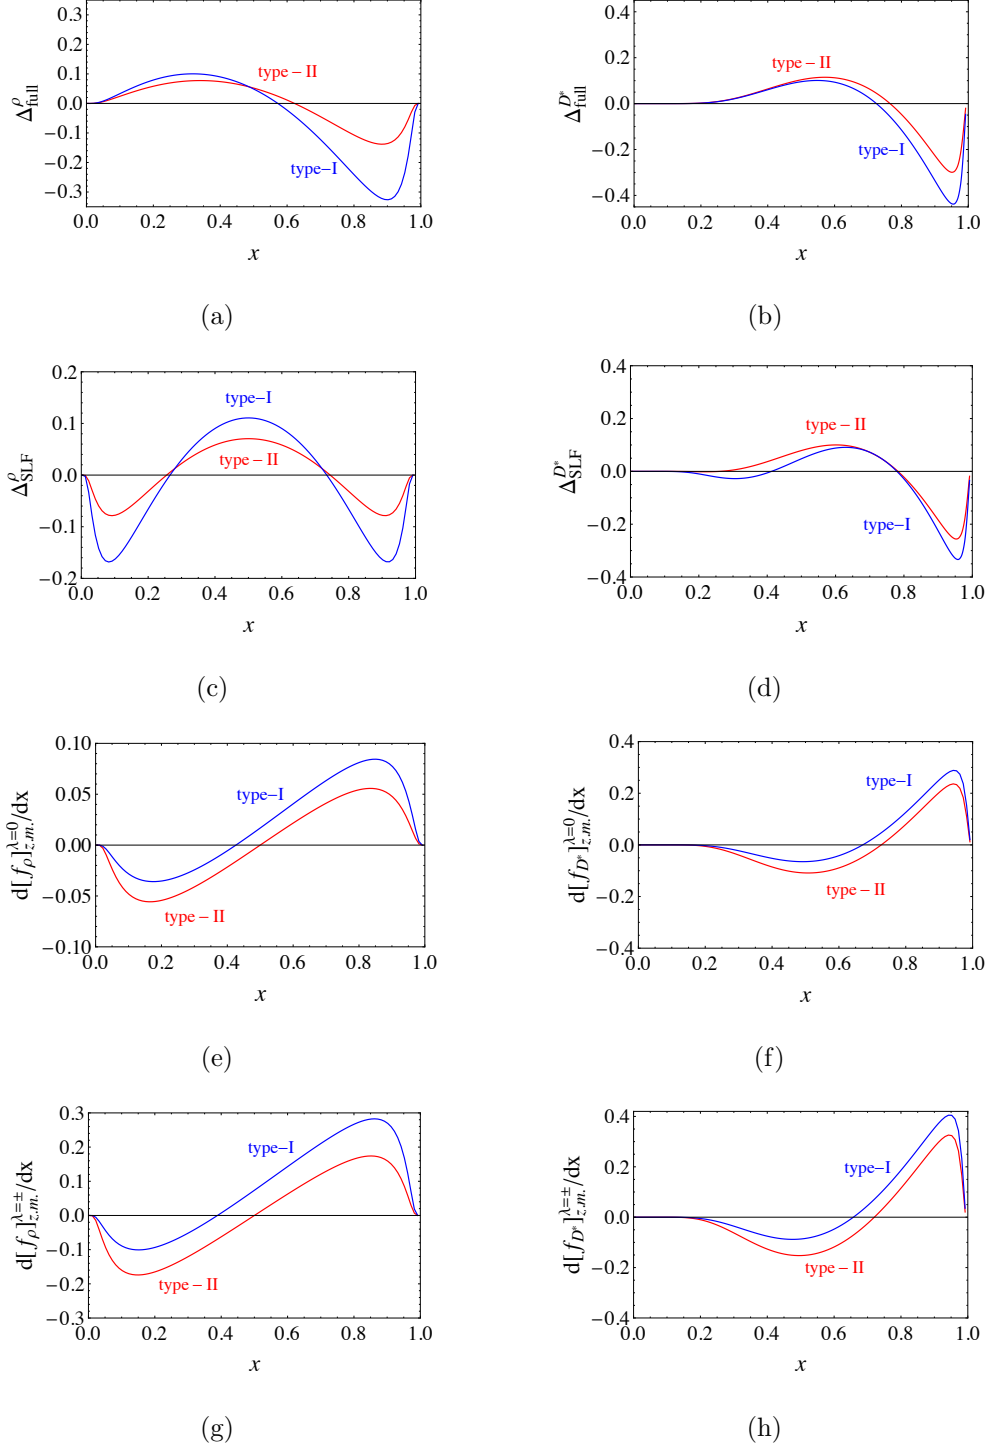 0.3
0.2
0.1
0.0
−0.1
−0.2
−0.3
Δ^ρ_full
type – II
type–I
0.0 0.2 0.4 0.6 0.8 1.0
x
(a)
0.4
0.2
0.0
−0.2
−0.4
Δ^{D*}_full
type – II
type–I
0.0 0.2 0.4 0.6 0.8 1.0
x
(b)
0.2
0.1
0.0
−0.1
−0.2
Δ^ρ_SLF
type–I
type – II
0.0 0.2 0.4 0.6 0.8 1.0
x
(c)
0.4
0.2
0.0
−0.2
−0.4
Δ^{D*}_SLF
type – II
type–I
0.0 0.2 0.4 0.6 0.8 1.0
x
(d)
0.10
0.05
0.00
−0.05
−0.10
d[f_ρ]^{λ=0}_{z.m.}/dx
type–I
type – II
0.0 0.2 0.4 0.6 0.8 1.0
x
(e)
0.4
0.2
0.0
−0.2
−0.4
d[f_{D*}]^{λ=0}_{z.m.}/dx
type–I
type – II
0.0 0.2 0.4 0.6 0.8 1.0
x
(f)
0.3
0.2
0.1
0.0
−0.1
−0.2
−0.3
d[f_ρ]^{λ=±}_{z.m.}/dx
type–I
type – II
0.0 0.2 0.4 0.6 0.8 1.0
x
(g)
0.4
0.2
0.0
−0.2
−0.4
d[f_{D*}]^{λ=±}_{z.m.}/dx
type–I
type – II
0.0 0.2 0.4 0.6 0.8 1.0
x
(h)